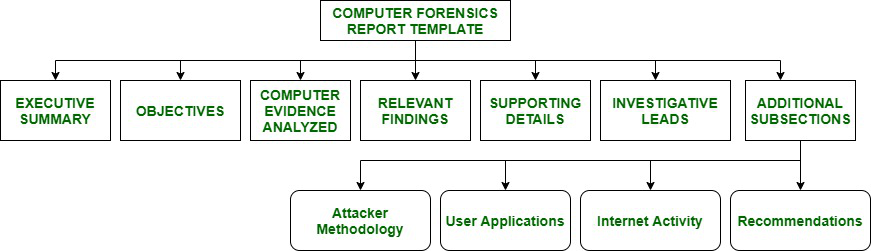 COMPUTER FORENSICS
REPORT TEMPLATE
EXECUTIVE
SUMMARY
OBJECTIVES
COMPUTER
EVIDENCE
ANALYZED
RELEVANT
FINDINGS
SUPPORTING
DETAILS
INVESTIGATIVE
LEADS
ADDITIONAL
SUBSECTIONS
Attacker
Methodology
User Applications
Internet Activity
Recommendations